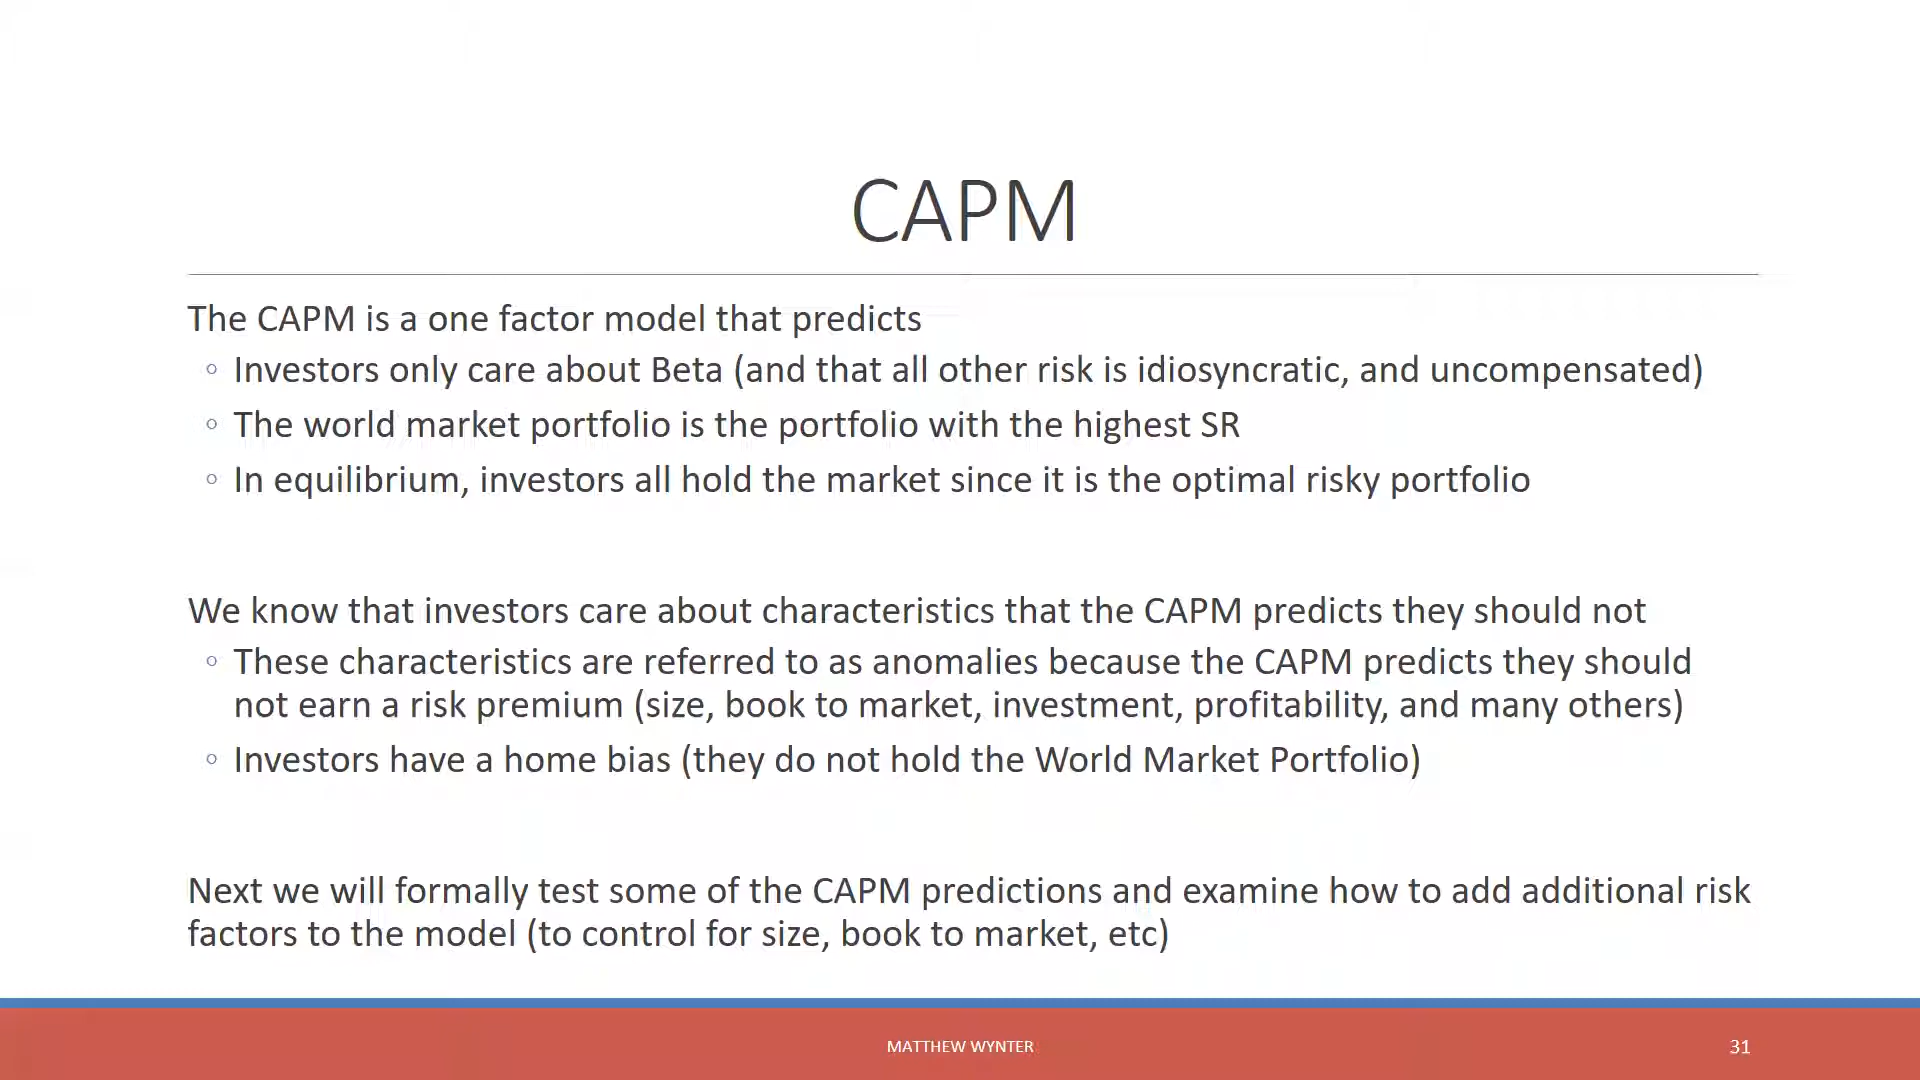 CAPM
The CAPM is a one factor model that predicts
◦ Investors only care about Beta (and that all other risk is idiosyncratic, and uncompensated)
◦ The world market portfolio is the portfolio with the highest SR
◦ In equilibrium, investors all hold the market since it is the optimal risky portfolio
We know that investors care about characteristics that the CAPM predicts they should not
◦ These characteristics are referred to as anomalies because the CAPM predicts they should
not earn a risk premium (size, book to market, investment, profitability, and many others)
◦ Investors have a home bias (they do not hold the World Market Portfolio)
Next we will formally test some of the CAPM predictions and examine how to add additional risk
factors to the model (to control for size, book to market, etc)
MATTHEW WYNTER
31